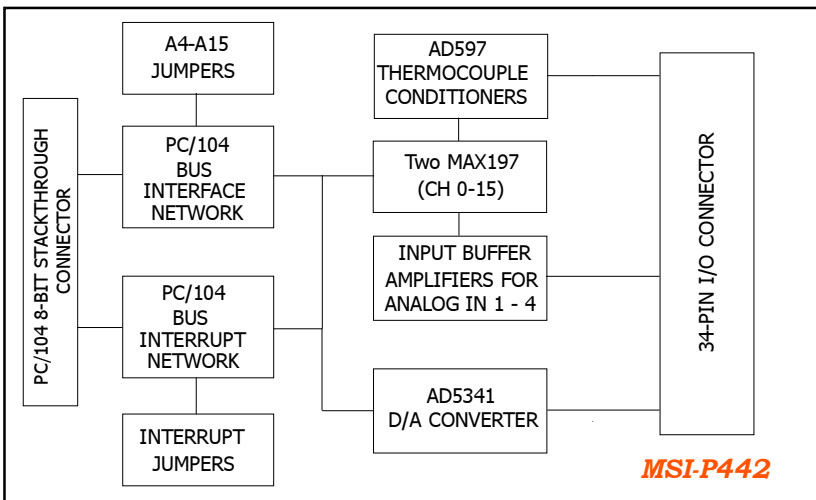 PC/104 8-BIT STACKTHROUGH
CONNECTOR
A4-A15
JUMPERS
PC/104
BUS
INTERFACE
NETWORK
PC/104
BUS
INTERRUPT
NETWORK
INTERRUPT
JUMPERS
AD597
THERMOCOUPLE
CONDITIONERS
Two MAX197
(CH 0-15)
INPUT BUFFER
AMPLIFIERS FOR
ANALOG IN 1 - 4
AD5341
D/A CONVERTER
34-PIN I/O CONNECTOR
MSI-P442